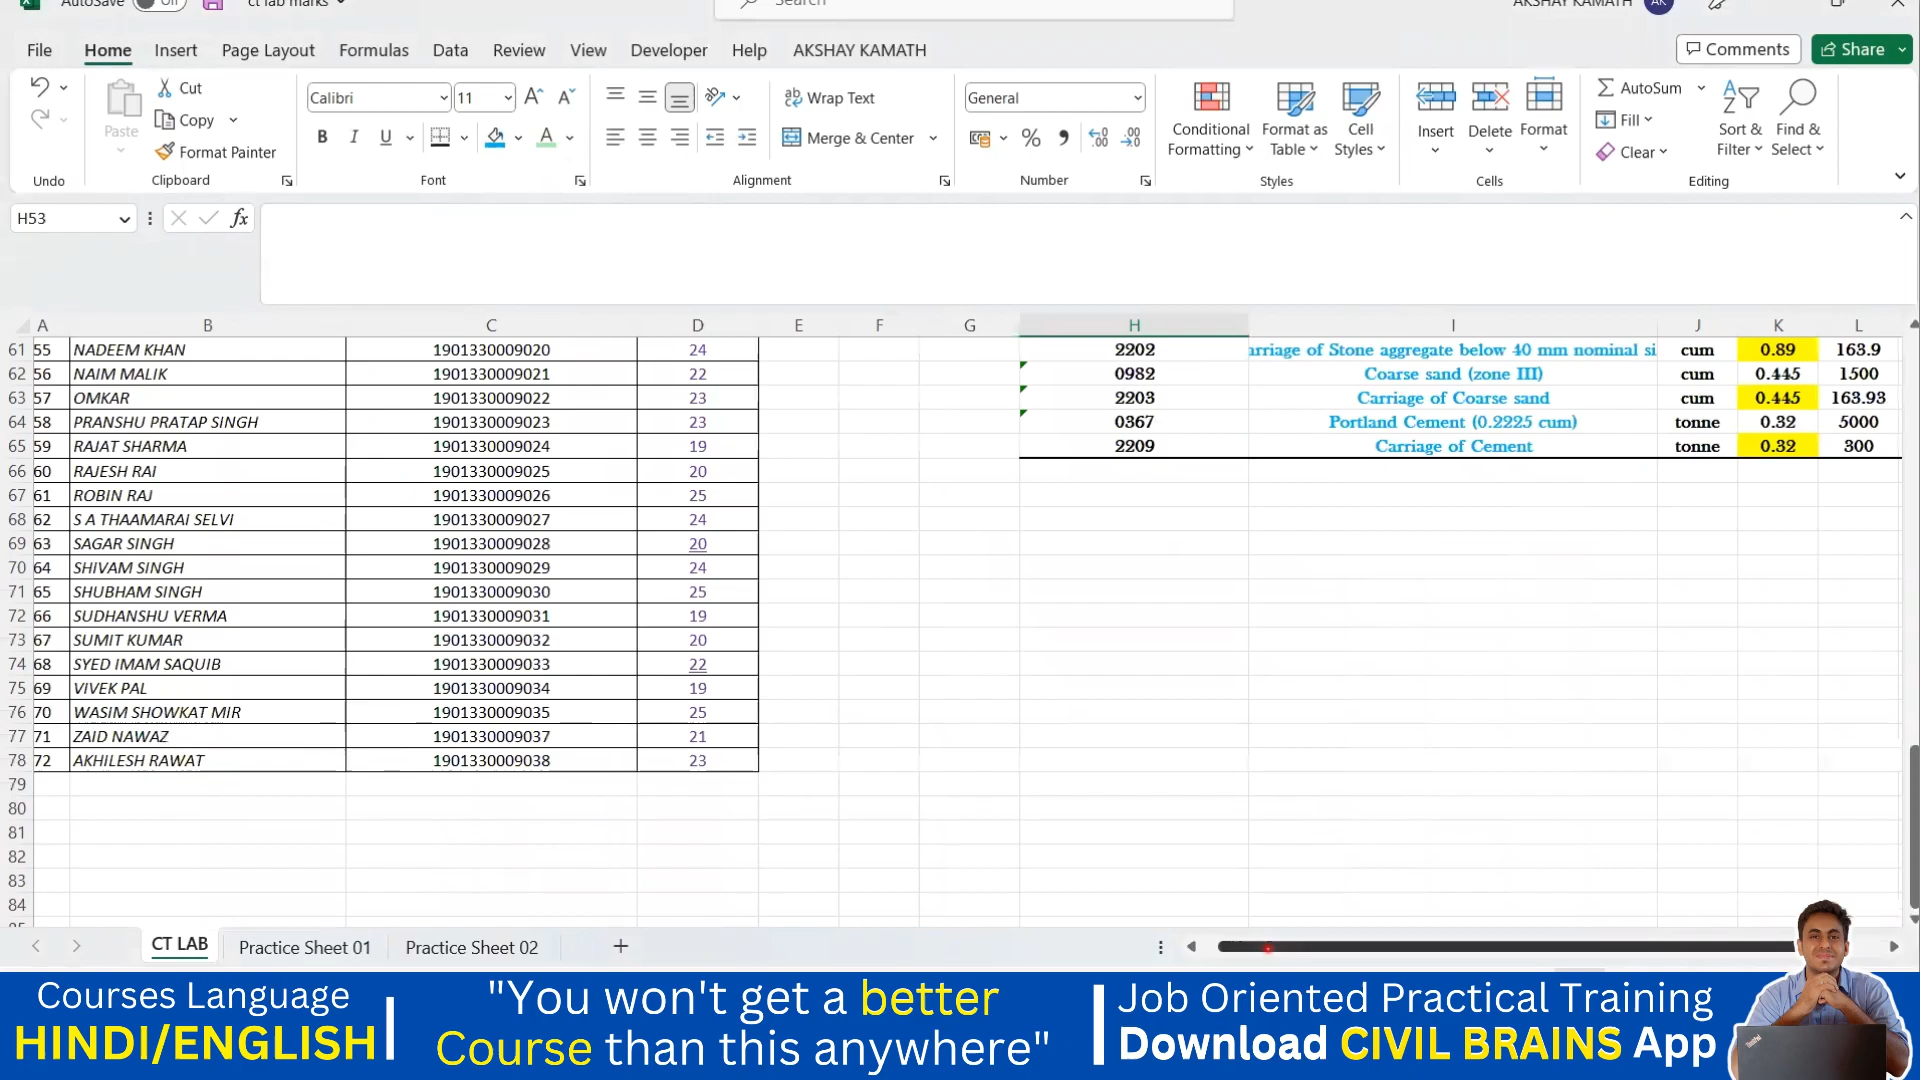 AutoSave Off ct lab marks Search AKSHAY KAMATH AK
File Home Insert Page Layout Formulas Data Review View Developer Help AKSHAY KAMATH Comments Share
Cut
Copy
Format Painter
Paste
Undo Clipboard
Calibri 11
B I U A
Font
Wrap Text
Merge & Center
Alignment
General
%
Number
Conditional Formatting
Format as Table
Cell Styles
Styles
Insert Delete Format
Cells
AutoSum
Fill
Clear
Sort & Filter
Find & Select
Editing
H53 fx
A B C D E F G H I J K L
61 55 NADEEM KHAN 1901330009020 24 2202 arriage of Stone aggregate below 40 mm nominal si cum 0.89 163.9
62 56 NAIM MALIK 1901330009021 22 0982 Coarse sand (zone III) cum 0.445 1500
63 57 OMKAR 1901330009022 23 2203 Carriage of Coarse sand cum 0.445 163.93
64 58 PRANSHU PRATAP SINGH 1901330009023 23 0367 Portland Cement (0.2225 cum) tonne 0.32 5000
65 59 RAJAT SHARMA 1901330009024 19 2209 Carriage of Cement tonne 0.32 300
66 60 RAJESH RAI 1901330009025 20
67 61 ROBIN RAJ 1901330009026 25
68 62 S A THAAMARAI SELVI 1901330009027 24
69 63 SAGAR SINGH 1901330009028 20
70 64 SHIVAM SINGH 1901330009029 24
71 65 SHUBHAM SINGH 1901330009030 25
72 66 SUDHANSHU VERMA 1901330009031 19
73 67 SUMIT KUMAR 1901330009032 20
74 68 SYED IMAM SAQUIB 1901330009033 22
75 69 VIVEK PAL 1901330009034 19
76 70 WASIM SHOWKAT MIR 1901330009035 25
77 71 ZAID NAWAZ 1901330009037 21
78 72 AKHILESH RAWAT 1901330009038 23
79
80
81
82
83
84
CT LAB Practice Sheet 01 Practice Sheet 02 +
Courses Language
HINDI/ENGLISH
"You won't get a better
Course than this anywhere"
Job Oriented Practical Training
Download CIVIL BRAINS App